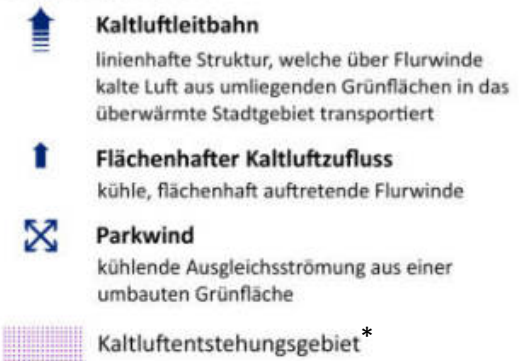 Kaltluftleitbahn
linienhafte Struktur, welche über Flurwinde
kalte Luft aus umliegenden Grünflächen in das
überwärmte Stadtgebiet transportiert
Flächenhafter Kaltluftzufluss
kühle, flächenhaft auftretende Flurwinde
Parkwind
kühlende Ausgleichsströmung aus einer
umbauten Grünfläche
Kaltluftentstehungsgebiet*